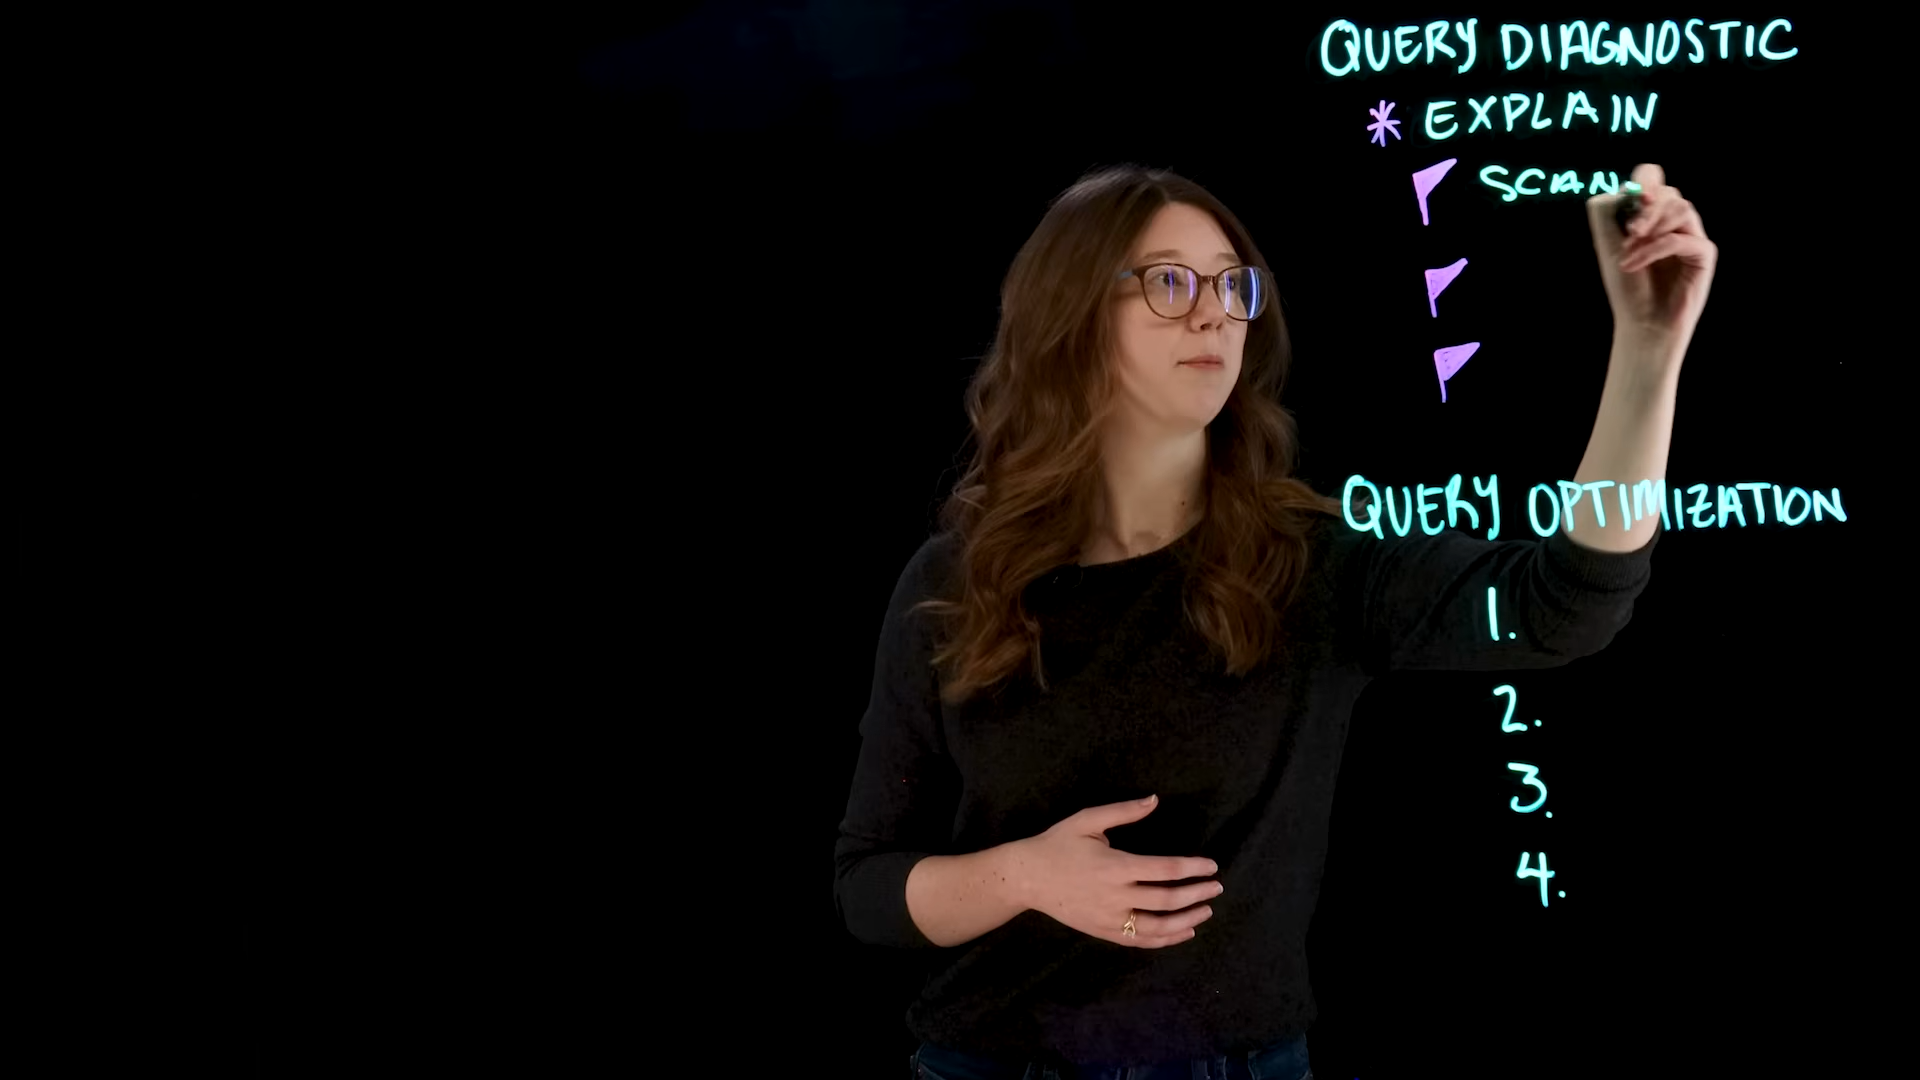 QUERY DIAGNOSTIC
* EXPLAIN
SCAN
QUERY OPTIMIZATION
1.
2.
3.
4.